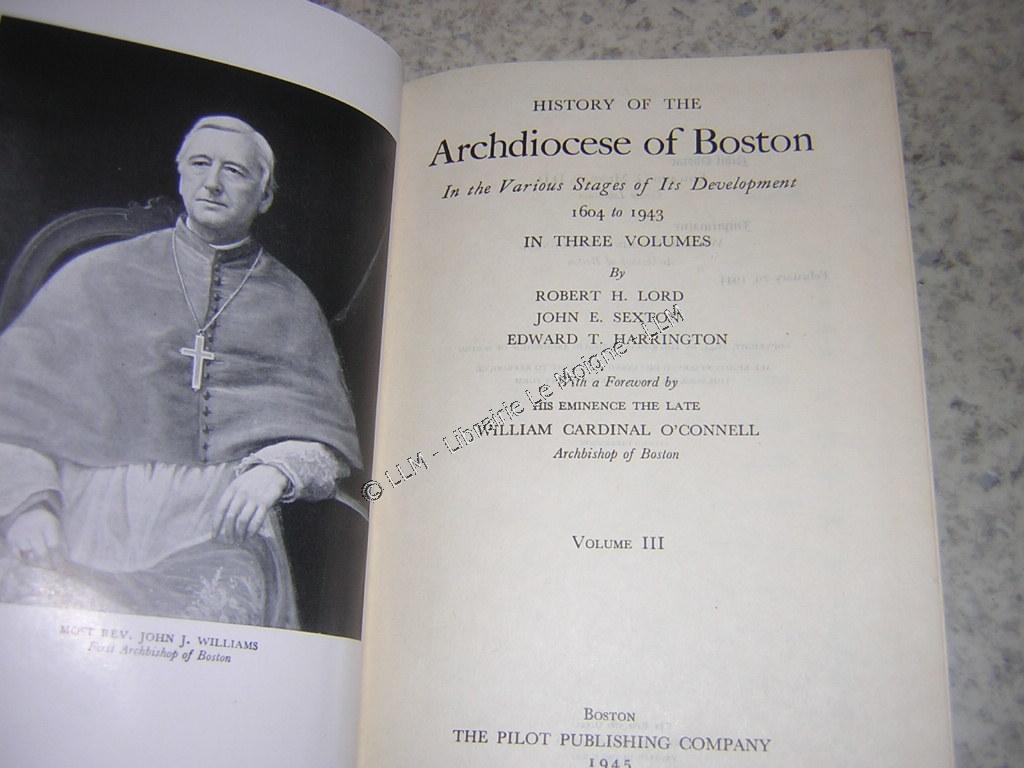 MOST REV. JOHN J. WILLIAMS
First Archbishop of Boston
HISTORY OF THE
Archdiocese of Boston
In the Various Stages of Its Development
1604 to 1943
IN THREE VOLUMES
By
ROBERT H. LORD
JOHN E. SEXTON
EDWARD T. HARRINGTON
With a Foreword by
HIS EMINENCE THE LATE
WILLIAM CARDINAL O'CONNELL
Archbishop of Boston
VOLUME III
BOSTON
THE PILOT PUBLISHING COMPANY
1945
© LLM - Librairie Le Moigne - LLM